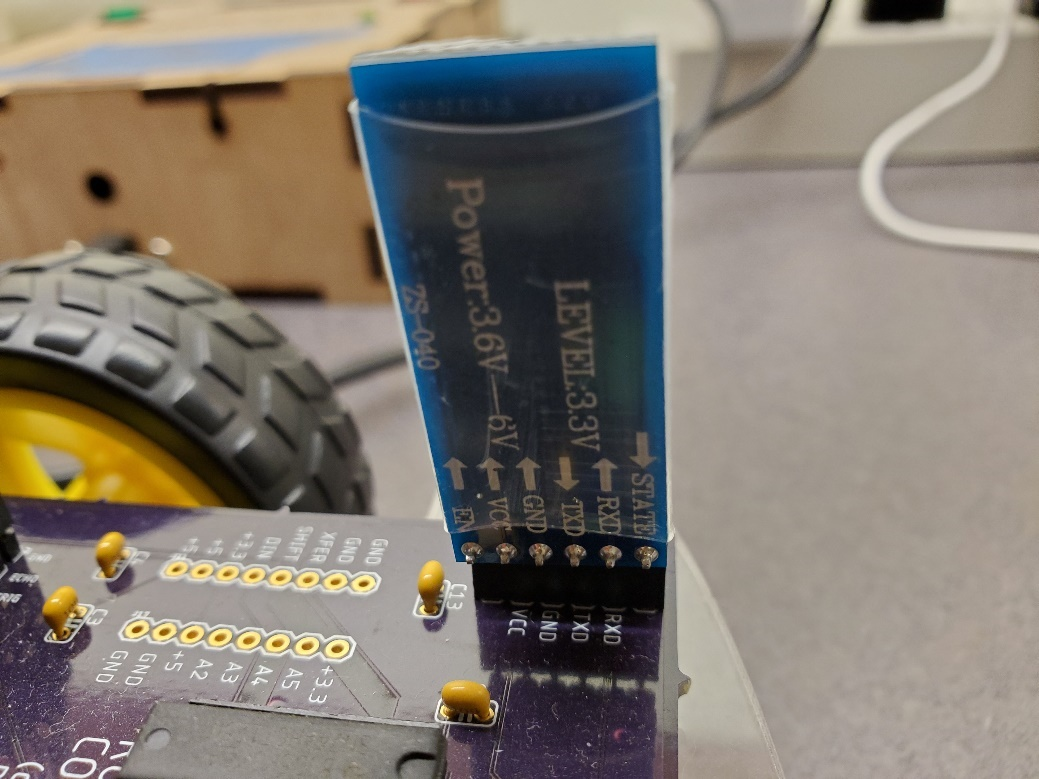 Power:3.6V—6V
LEVEL:3.3V
ZS-040
EN
VCC
GND
TXD
RXD
STATE
VCC
GND
TXD
RXD
+5
+5
+3.3
DIN
SHIFT
XFER
GND
GND
C13
C3
GND
GND
+5
A2
A3
A4
A5
+3.3
ECHO